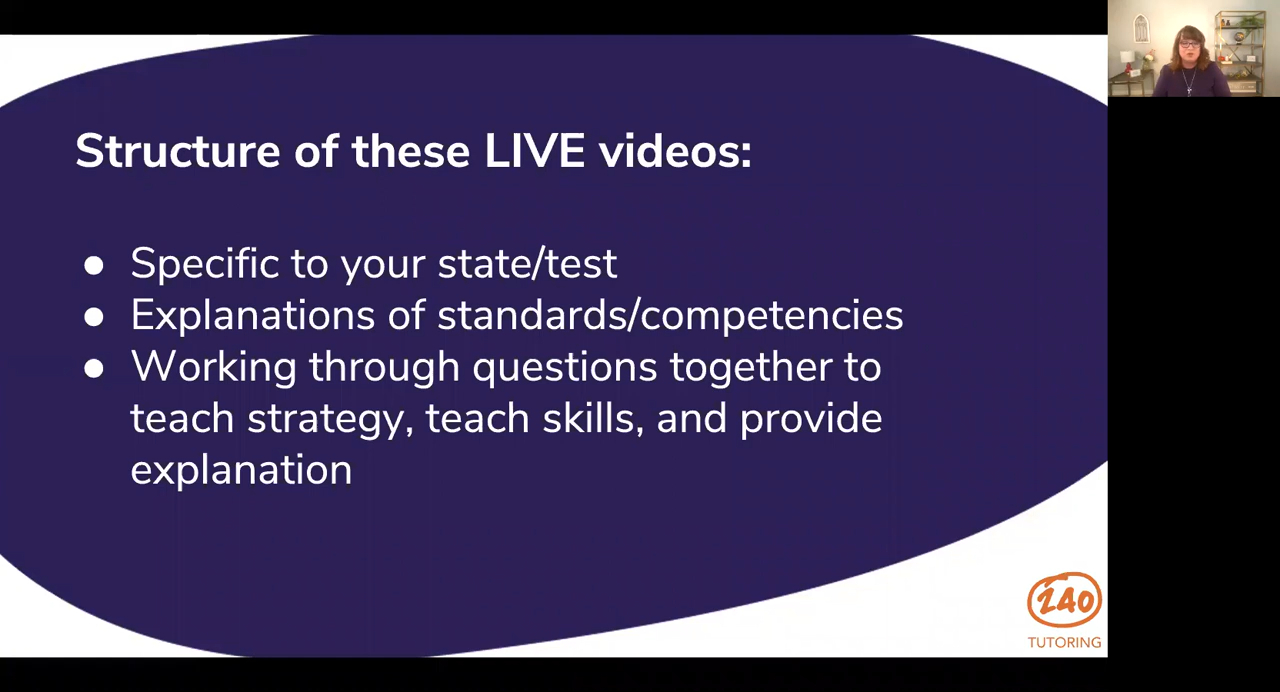 Structure of these LIVE videos:
● Specific to your state/test
● Explanations of standards/competencies
● Working through questions together to
teach strategy, teach skills, and provide
explanation
240
TUTORING